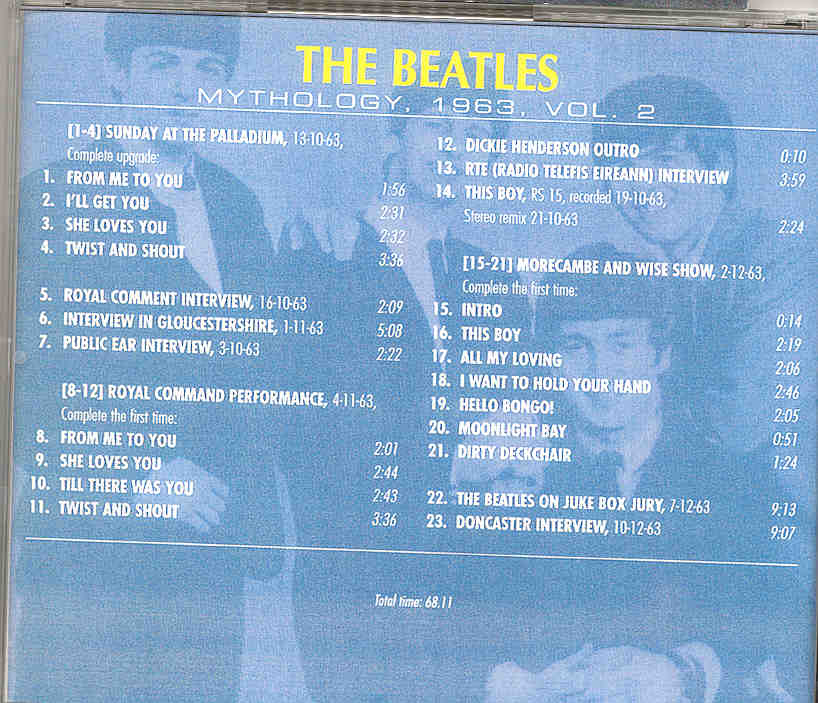 THE BEATLES
MYTHOLOGY, 1963, VOL. 2
[1-4] SUNDAY AT THE PALLADIUM, 13-10-63,
Complete upgrade:
1. FROM ME TO YOU 1:56
2. I'LL GET YOU 2:31
3. SHE LOVES YOU 2:32
4. TWIST AND SHOUT 3:36
5. ROYAL COMMENT INTERVIEW, 16-10-63 2:09
6. INTERVIEW IN GLOUCESTERSHIRE, 1-11-63 5:08
7. PUBLIC EAR INTERVIEW, 3-10-63 2:22
[8-12] ROYAL COMMAND PERFORMANCE, 4-11-63,
Complete the first time:
8. FROM ME TO YOU 2:01
9. SHE LOVES YOU 2:44
10. TILL THERE WAS YOU 2:43
11. TWIST AND SHOUT 3:36
12. DICKIE HENDERSON OUTRO 0:10
13. RTE (RADIO TELEFIS EIREANN) INTERVIEW 3:59
14. THIS BOY, RS 15, recorded 19-10-63,
Stereo remix 21-10-63 2:24
[15-21] MORECAMBE AND WISE SHOW, 2-12-63,
Complete the first time:
15. INTRO 0:14
16. THIS BOY 2:19
17. ALL MY LOVING 2:06
18. I WANT TO HOLD YOUR HAND 2:46
19. HELLO BONGO! 2:05
20. MOONLIGHT BAY 0:51
21. DIRTY DECKCHAIR 1:24
22. THE BEATLES ON JUKE BOX JURY, 7-12-63 9:13
23. DONCASTER INTERVIEW, 10-12-63 9:07
Total time: 68.11